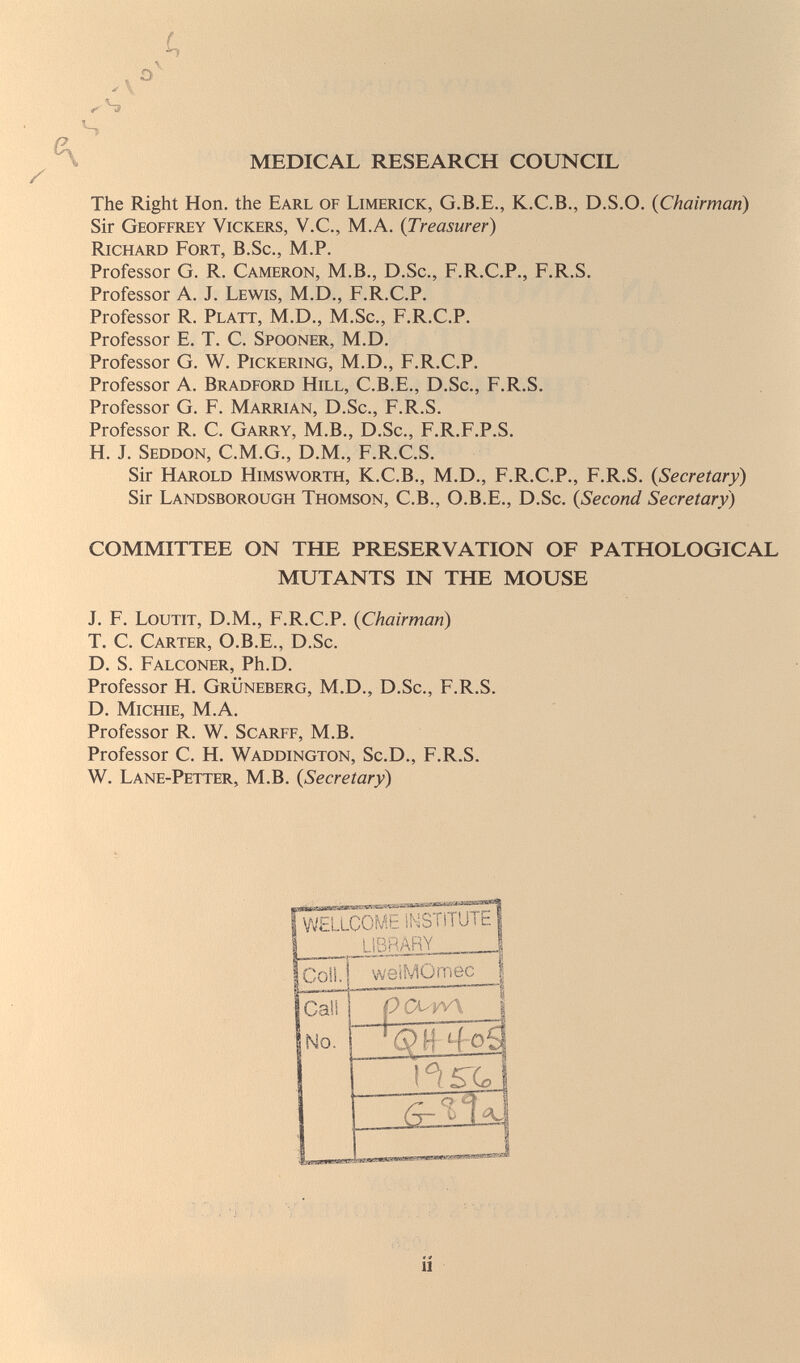 MEDICAL RESEARCH COUNCIL
The Right Hon. the EARL OF LIMERICK, G.B.E., K.C.B., D.S.O. (Chairman)
Sir GEOFFREY VICKERS, V.C., M.A. (Treasurer)
RICHARD FORT, B.Sc., M.P.
Professor G. R. CAMERON, M.B., D.Sc., F.R.C.P., F.R.S.
Professor A. J. LEWIS, M.D., F.R.C.P.
Professor R. PLATT, M.D., M.Sc., F.R.C.P.
Professor E. T. C. SPOONER, M.D.
Professor G. W. PICKERING, M.D., F.R.C.P.
Professor A. BRADFORD HILL, C.B.E., D.Sc., F.R.S.
Professor G. F. MARRIAN, D.Sc., F.R.S.
Professor R. C. GARRY, M.B., D.Sc., F.R.F.P.S.
H. J. SEDDON, C.M.G., D.M., F.R.C.S.
Sir HAROLD HIMSWORTH, K.C.B., M.D., F.R.C.P., F.R.S. (Secretary)
Sir LANDSBOROUGH THOMSON, C.B., O.B.E., D.Sc. (Second Secretary)
COMMITTEE ON THE PRESERVATION OF PATHOLOGICAL
MUTANTS IN THE MOUSE
J. F. LOUTIT, D.M., F.R.C.P. (Chairman)
T. C. CARTER, O.B.E., D.Sc.
D. S. FALCONER, Ph.D.
Professor H. GRÜNEBERG, M.D., D.Sc., F.R.S.
D. MICHIE, M.A.
Professor R. W. SCARFF, M.B.
Professor C. H. WADDINGTON, Sc.D., F.R.S.
W. LANE-PETTER, M.B. (Secretary)
WELLCOME INSTITUTE
LIBRARY
Coll. welMOmec
Call pam
No. QH405
1956
G89a
ii